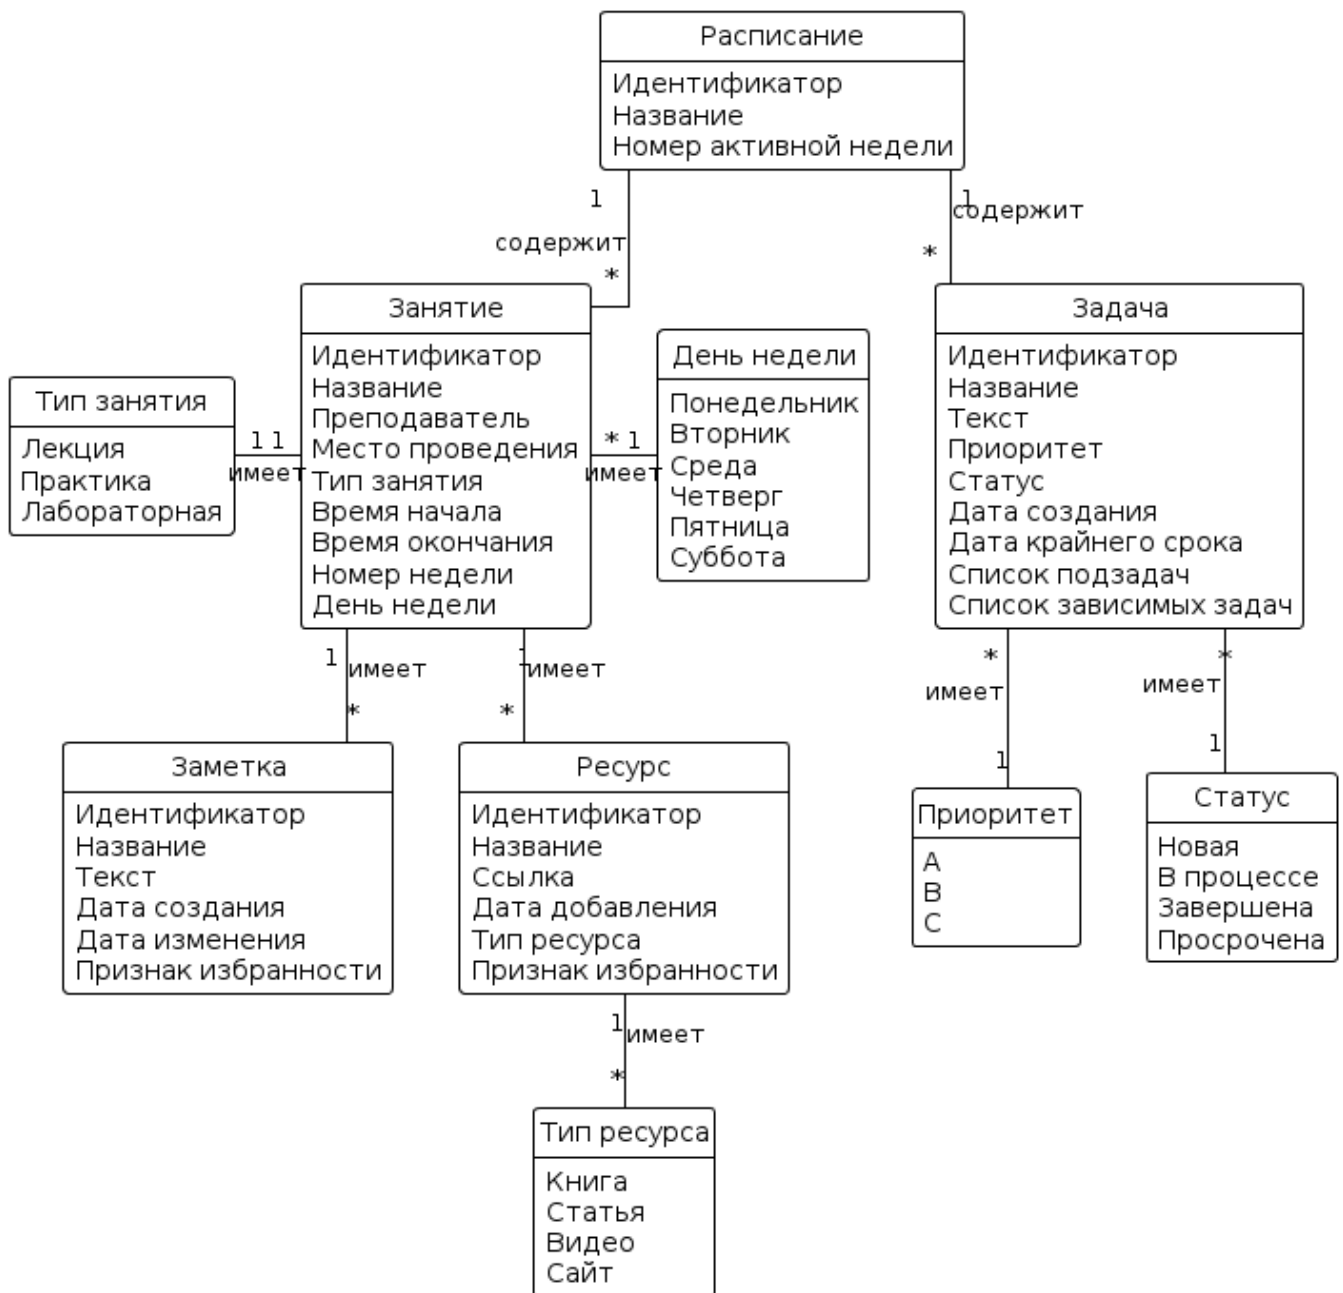 Расписание
Идентификатор
Название
Номер активной недели
1
содержит
*
1
содержит
*
Занятие
Идентификатор
Название
Преподаватель
Место проведения
Тип занятия
Время начала
Время окончания
Номер недели
День недели
Тип занятия
Лекция
Практика
Лабораторная
1 1
имеет
* 1
имеет
День недели
Понедельник
Вторник
Среда
Четверг
Пятница
Суббота
Задача
Идентификатор
Название
Текст
Приоритет
Статус
Дата создания
Дата крайнего срока
Список подзадач
Список зависимых задач
1
имеет
*
1
имеет
*
*
имеет
1
*
имеет
1
Заметка
Идентификатор
Название
Текст
Дата создания
Дата изменения
Признак избранности
Ресурс
Идентификатор
Название
Ссылка
Дата добавления
Тип ресурса
Признак избранности
Приоритет
A
B
C
Статус
Новая
В процессе
Завершена
Просрочена
1
имеет
*
Тип ресурса
Книга
Статья
Видео
Сайт